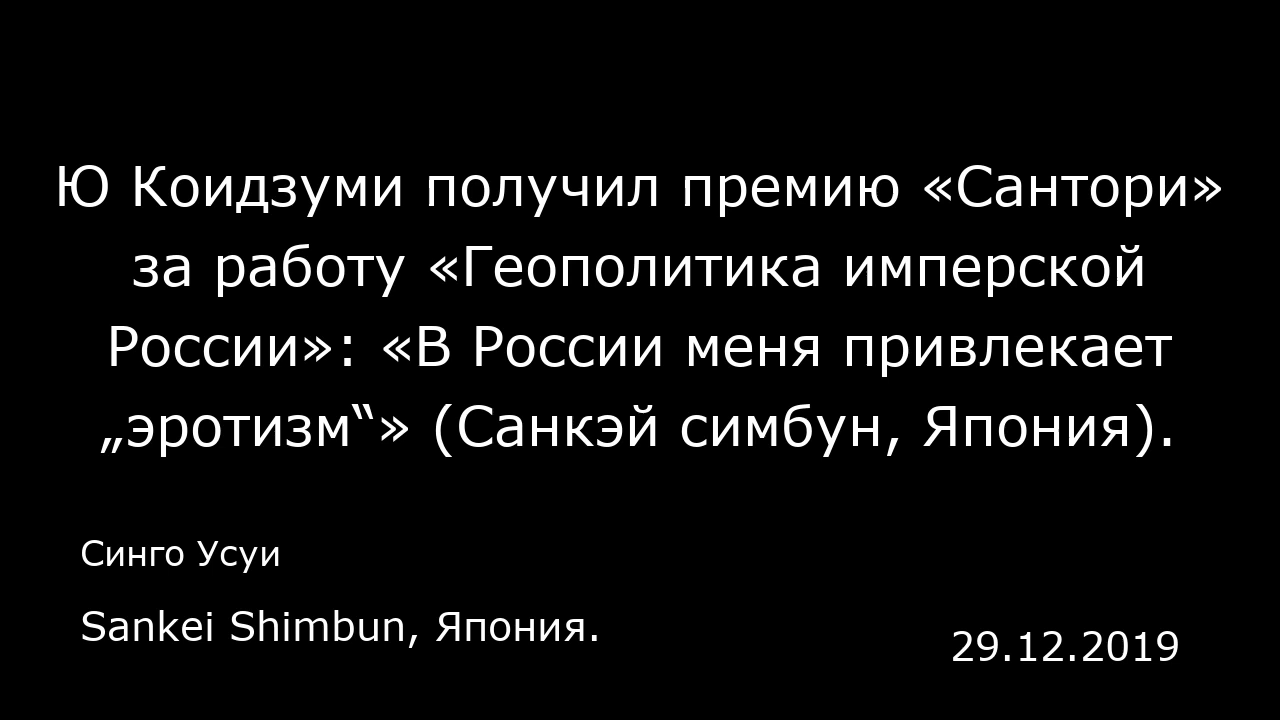 Ю Коидзуми получил премию «Сантори»
за работу «Геополитика имперской
России»: «В России меня привлекает
„эротизм“» (Санкэй симбун, Япония).
Синго Усуи
Sankei Shimbun, Япония.
29.12.2019